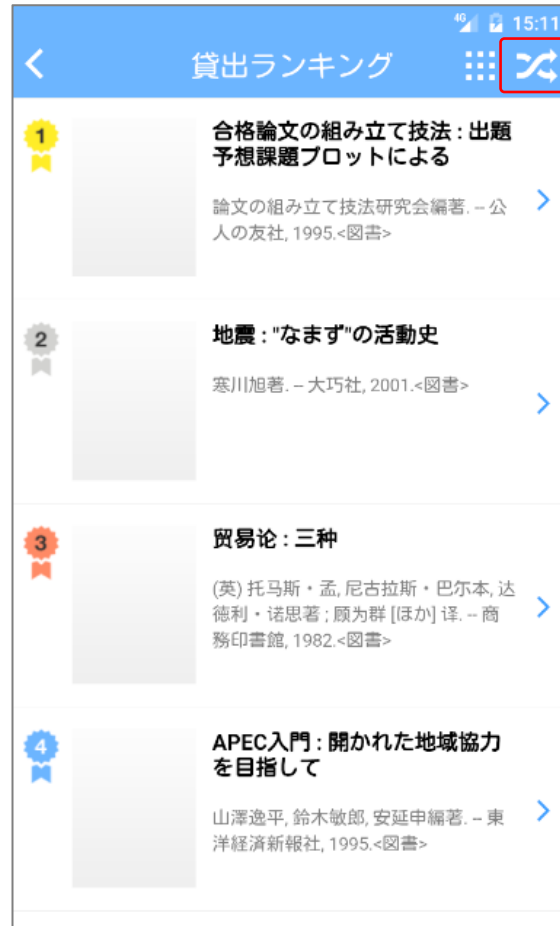 4G 15:11
貸出ランキング
1
合格論文の組み立て技法 : 出題
予想課題プロットによる
論文の組み立て技法研究会編著. -- 公
人の友社, 1995.<図書>
2
地震 : "なまず"の活動史
寒川旭著. -- 大巧社, 2001.<図書>
3
贸易论 : 三种
(英) 托马斯・孟, 尼古拉斯・巴尔本, 达
德利・诺思著 ; 顾为群 [ほか] 译. -- 商
務印書館, 1982.<図書>
4
APEC入門 : 開かれた地域協力
を目指して
山澤逸平, 鈴木敏郎, 安延申編著. -- 東
洋経済新報社, 1995.<図書>